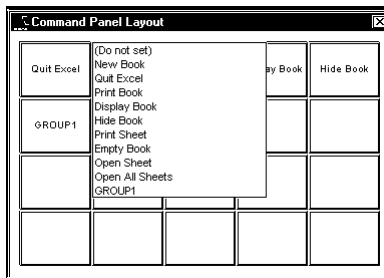 Command Panel Layout
Quit Excel
(Do not set)
New Book
Quit Excel
Print Book
Display Book
Hide Book
Print Sheet
Empty Book
Open Sheet
Open All Sheets
GROUP1
ay Book
Hide Book
GROUP1